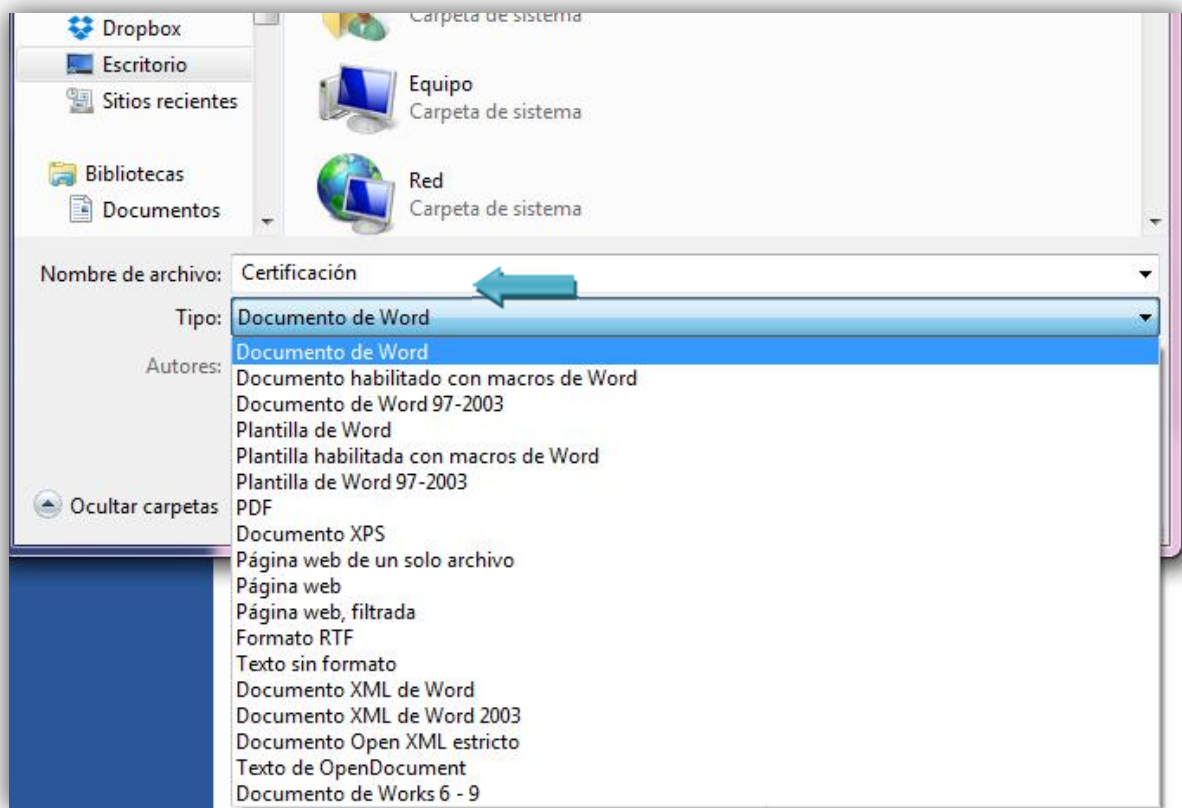 Dropbox
Escritorio
Sitios recientes
Bibliotecas
Documentos
Carpeta de sistema
Equipo
Carpeta de sistema
Red
Carpeta de sistema
Nombre de archivo: Certificación
Tipo: Documento de Word
Autores:
Documento de Word
Documento habilitado con macros de Word
Documento de Word 97-2003
Plantilla de Word
Plantilla habilitada con macros de Word
Plantilla de Word 97-2003
Ocultar carpetas
PDF
Documento XPS
Página web de un solo archivo
Página web
Página web, filtrada
Formato RTF
Texto sin formato
Documento XML de Word
Documento XML de Word 2003
Documento Open XML estricto
Texto de OpenDocument
Documento de Works 6 - 9